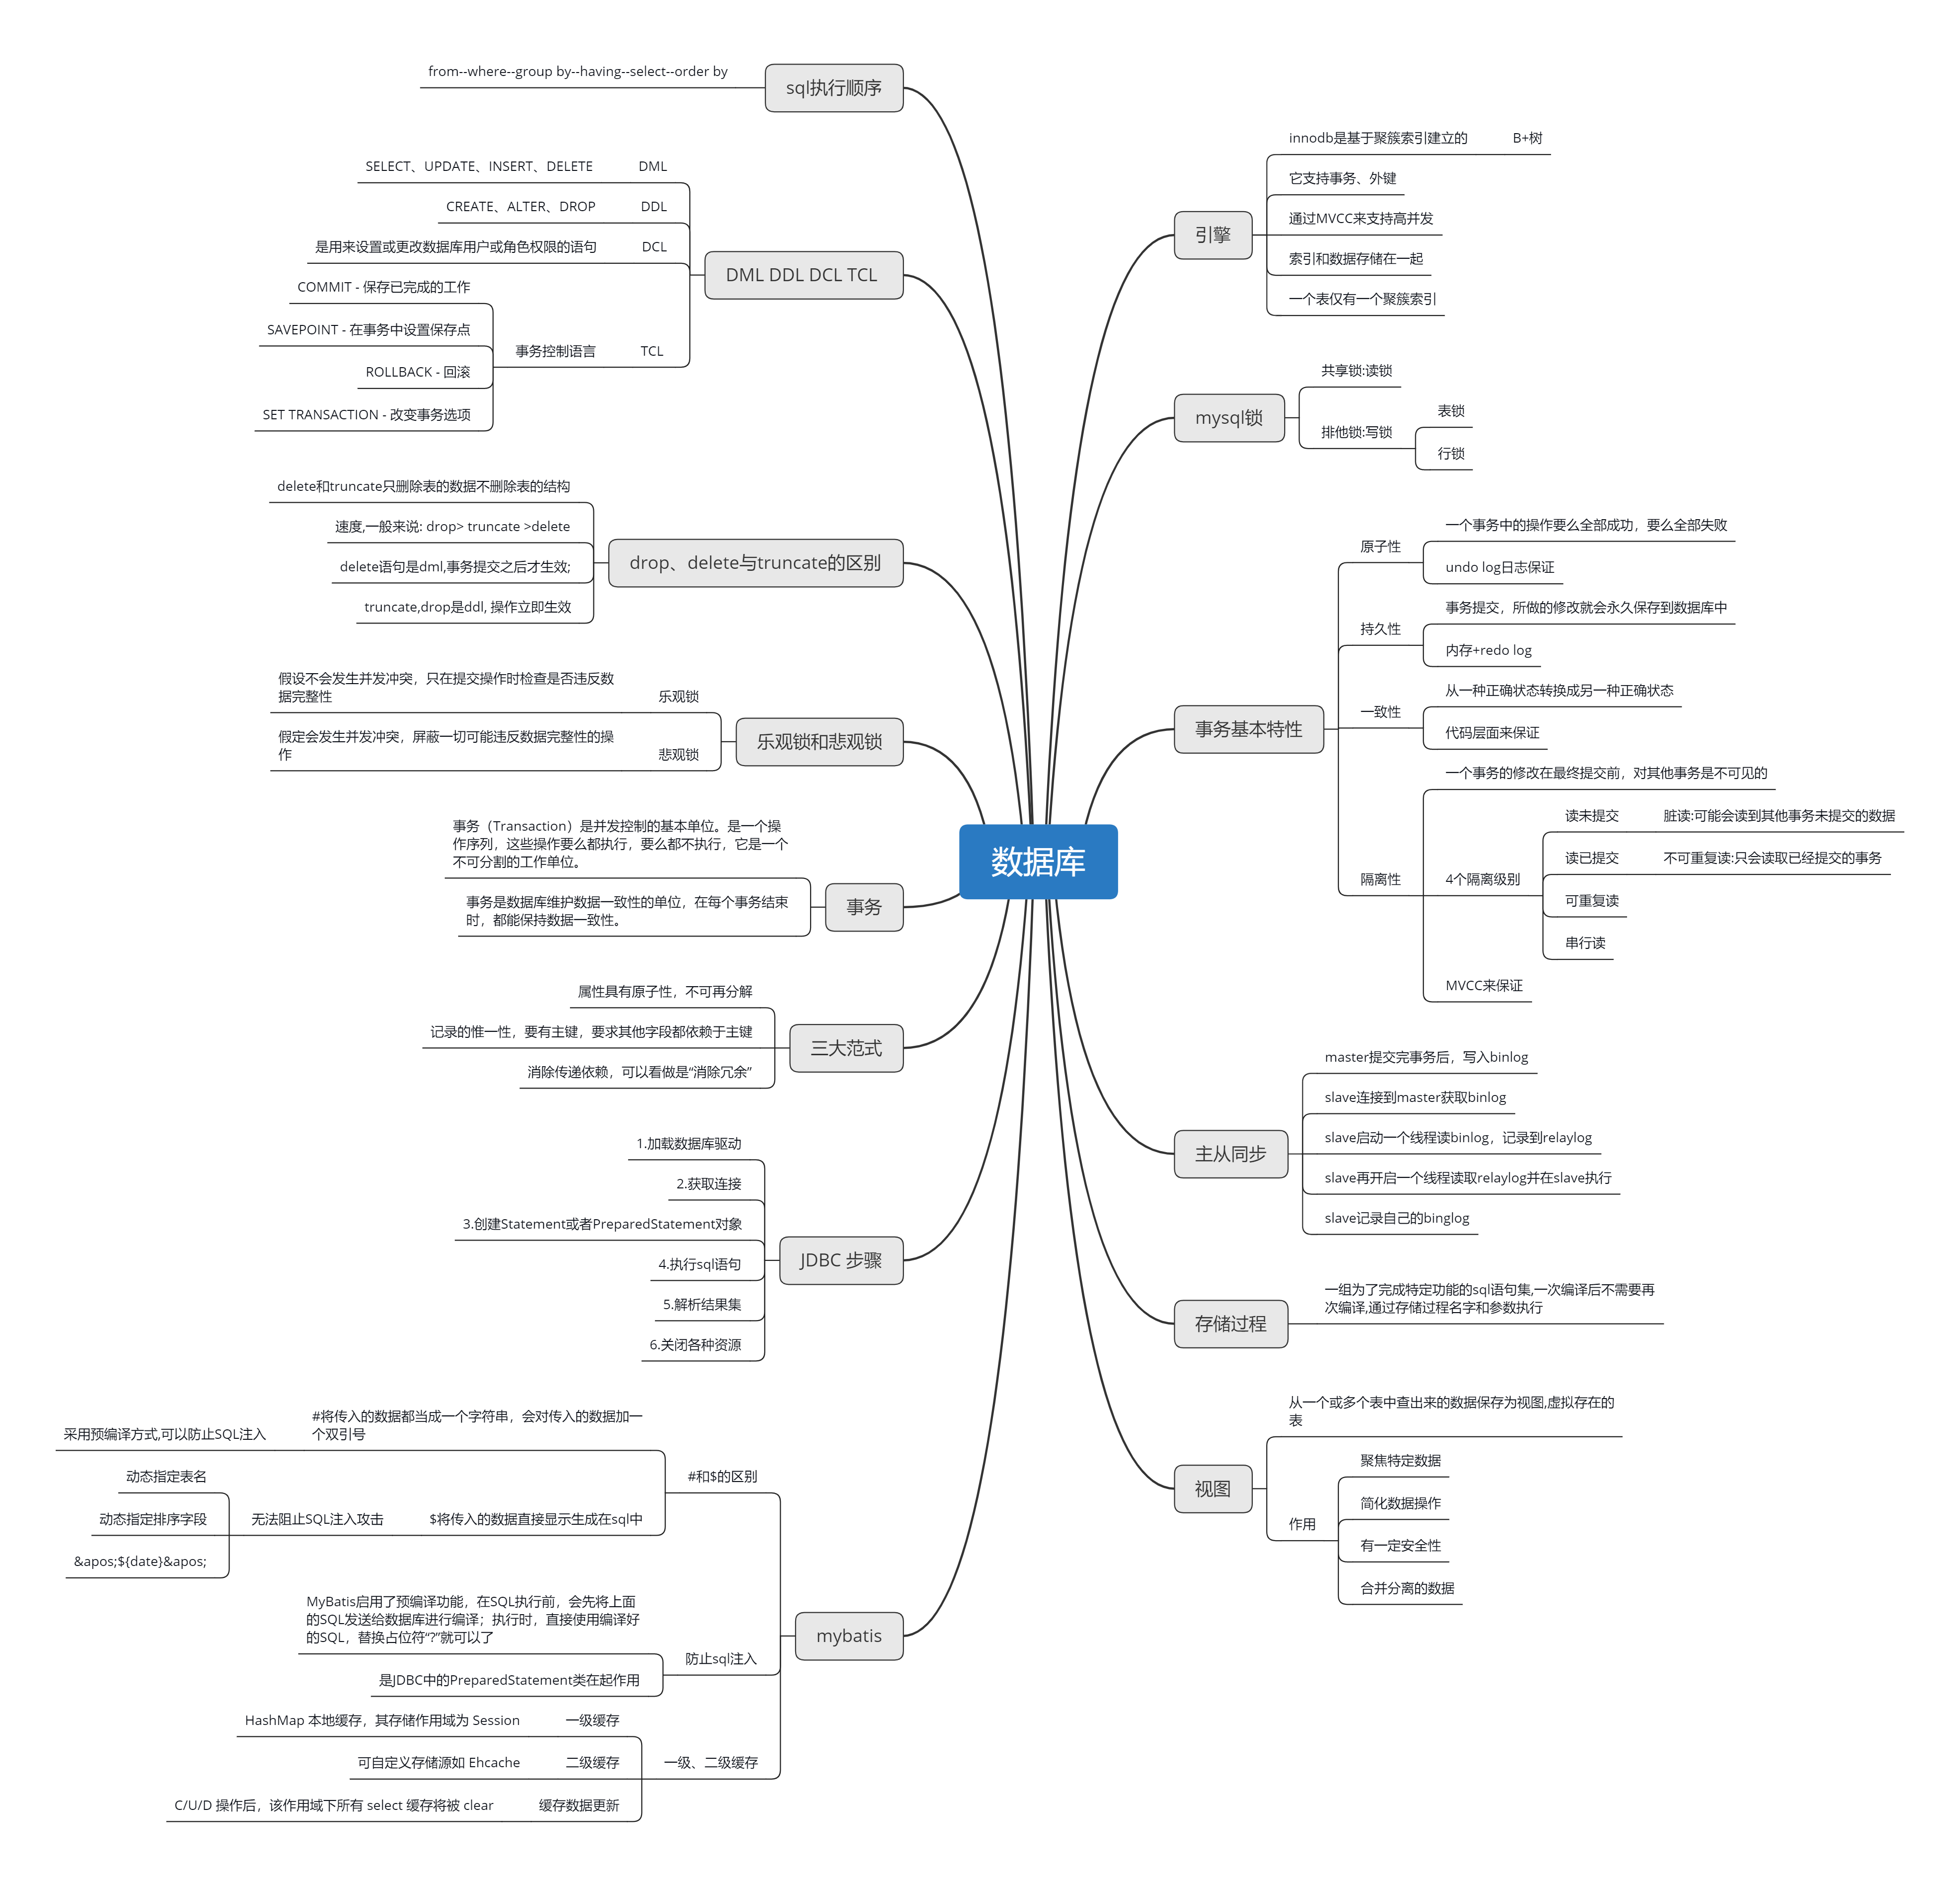 数据库
sql执行顺序
from--where--group by--having--select--order by
DML DDL DCL TCL
DML
SELECT、UPDATE、INSERT、DELETE
DDL
CREATE、ALTER、DROP
DCL
是用来设置或更改数据库用户或角色权限的语句
TCL
事务控制语言
COMMIT - 保存已完成的工作
SAVEPOINT - 在事务中设置保存点
ROLLBACK - 回滚
SET TRANSACTION - 改变事务选项
drop、delete与truncate的区别
delete和truncate只删除表的数据不删除表的结构
速度,一般来说: drop> truncate >delete
delete语句是dml,事务提交之后才生效;
truncate,drop是ddl, 操作立即生效
乐观锁和悲观锁
乐观锁
假设不会发生并发冲突，只在提交操作时检查是否违反数
据完整性
悲观锁
假定会发生并发冲突，屏蔽一切可能违反数据完整性的操
作
事务
事务（Transaction）是并发控制的基本单位。是一个操
作序列，这些操作要么都执行，要么都不执行，它是一个
不可分割的工作单位。
事务是数据库维护数据一致性的单位，在每个事务结束
时，都能保持数据一致性。
三大范式
属性具有原子性，不可再分解
记录的惟一性，要有主键，要求其他字段都依赖于主键
消除传递依赖，可以看做是“消除冗余”
JDBC 步骤
1.加载数据库驱动
2.获取连接
3.创建Statement或者PreparedStatement对象
4.执行sql语句
5.解析结果集
6.关闭各种资源
mybatis
#和$的区别
#将传入的数据都当成一个字符串，会对传入的数据加一
个双引号
采用预编译方式,可以防止SQL注入
$将传入的数据直接显示生成在sql中
无法阻止SQL注入攻击
动态指定表名
动态指定排序字段
&apos;${date}&apos;
防止sql注入
MyBatis启用了预编译功能，在SQL执行前，会先将上面
的SQL发送给数据库进行编译；执行时，直接使用编译好
的SQL，替换占位符“?”就可以了
是JDBC中的PreparedStatement类在起作用
一级、二级缓存
一级缓存
HashMap 本地缓存，其存储作用域为 Session
二级缓存
可自定义存储源如 Ehcache
缓存数据更新
C/U/D 操作后，该作用域下所有 select 缓存将被 clear
引擎
innodb是基于聚簇索引建立的
B+树
它支持事务、外键
通过MVCC来支持高并发
索引和数据存储在一起
一个表仅有一个聚簇索引
mysql锁
共享锁:读锁
排他锁:写锁
表锁
行锁
事务基本特性
原子性
一个事务中的操作要么全部成功，要么全部失败
undo log日志保证
持久性
事务提交，所做的修改就会永久保存到数据库中
内存+redo log
一致性
从一种正确状态转换成另一种正确状态
代码层面来保证
隔离性
一个事务的修改在最终提交前，对其他事务是不可见的
4个隔离级别
读未提交
脏读:可能会读到其他事务未提交的数据
读已提交
不可重复读:只会读取已经提交的事务
可重复读
串行读
MVCC来保证
主从同步
master提交完事务后，写入binlog
slave连接到master获取binlog
slave启动一个线程读binlog，记录到relaylog
slave再开启一个线程读取relaylog并在slave执行
slave记录自己的binglog
存储过程
一组为了完成特定功能的sql语句集,一次编译后不需要再
次编译,通过存储过程名字和参数执行
视图
从一个或多个表中查出来的数据保存为视图,虚拟存在的
表
作用
聚焦特定数据
简化数据操作
有一定安全性
合并分离的数据